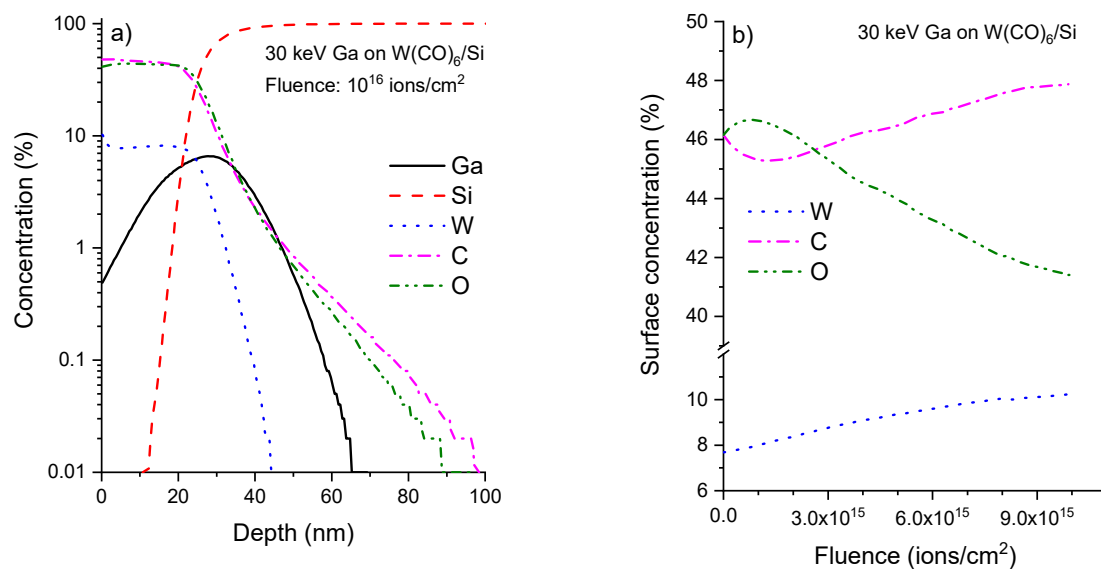 a)
30 keV Ga on W(CO)6/Si
Fluence: 10^16 ions/cm^2
100
10
1
0.1
0.01
Concentration (%)
Ga
Si
W
C
O
0 20 40 60 80 100
Depth (nm)
b)
30 keV Ga on W(CO)6/Si
50
48
46
44
42
40
10
8
6
Surface concentration (%)
W
C
O
0.0 3.0x10^15 6.0x10^15 9.0x10^15
Fluence (ions/cm^2)